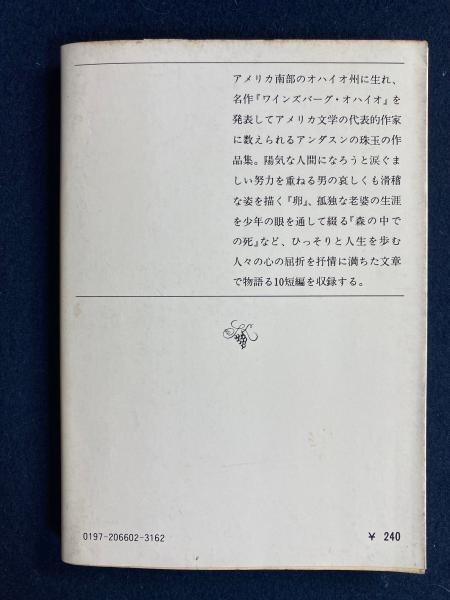 アメリカ南部のオハイオ州に生れ、
名作『ワインズバーグ・オハイオ』を
発表してアメリカ文学の代表的作家
に数えられるアンダスンの珠玉の作
品集。陽気な人間になろうと涙ぐま
しい努力を重ねる男の哀しくも滑稽
な姿を描く『卵』、孤独な老婆の生涯
を少年の眼を通して綴る『森の中で
の死』など、ひっそりと人生を歩む
人々の心の屈折を抒情に満ちた文章
で物語る10短編を収録する。
0197-206602-3162
¥ 240